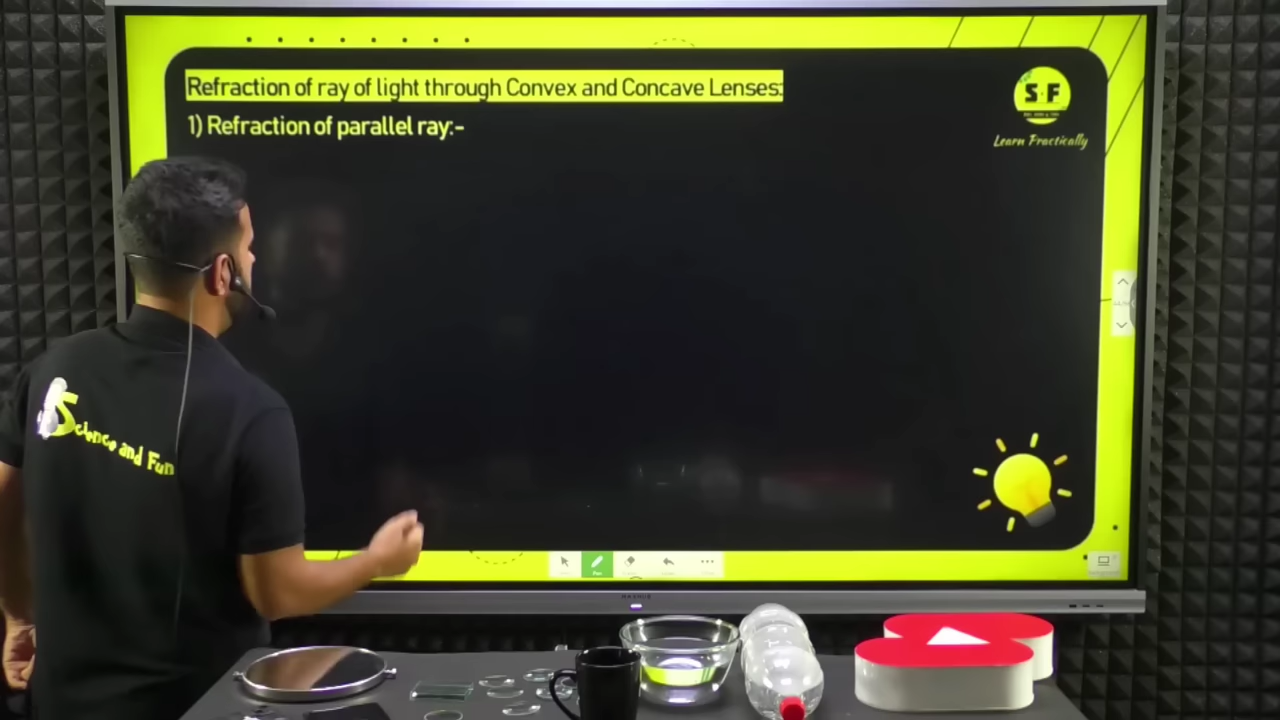 Refraction of ray of light through Convex and Concave Lenses:
1) Refraction of parallel ray:-
S F
Learn Practically
Science and Fun
Pen